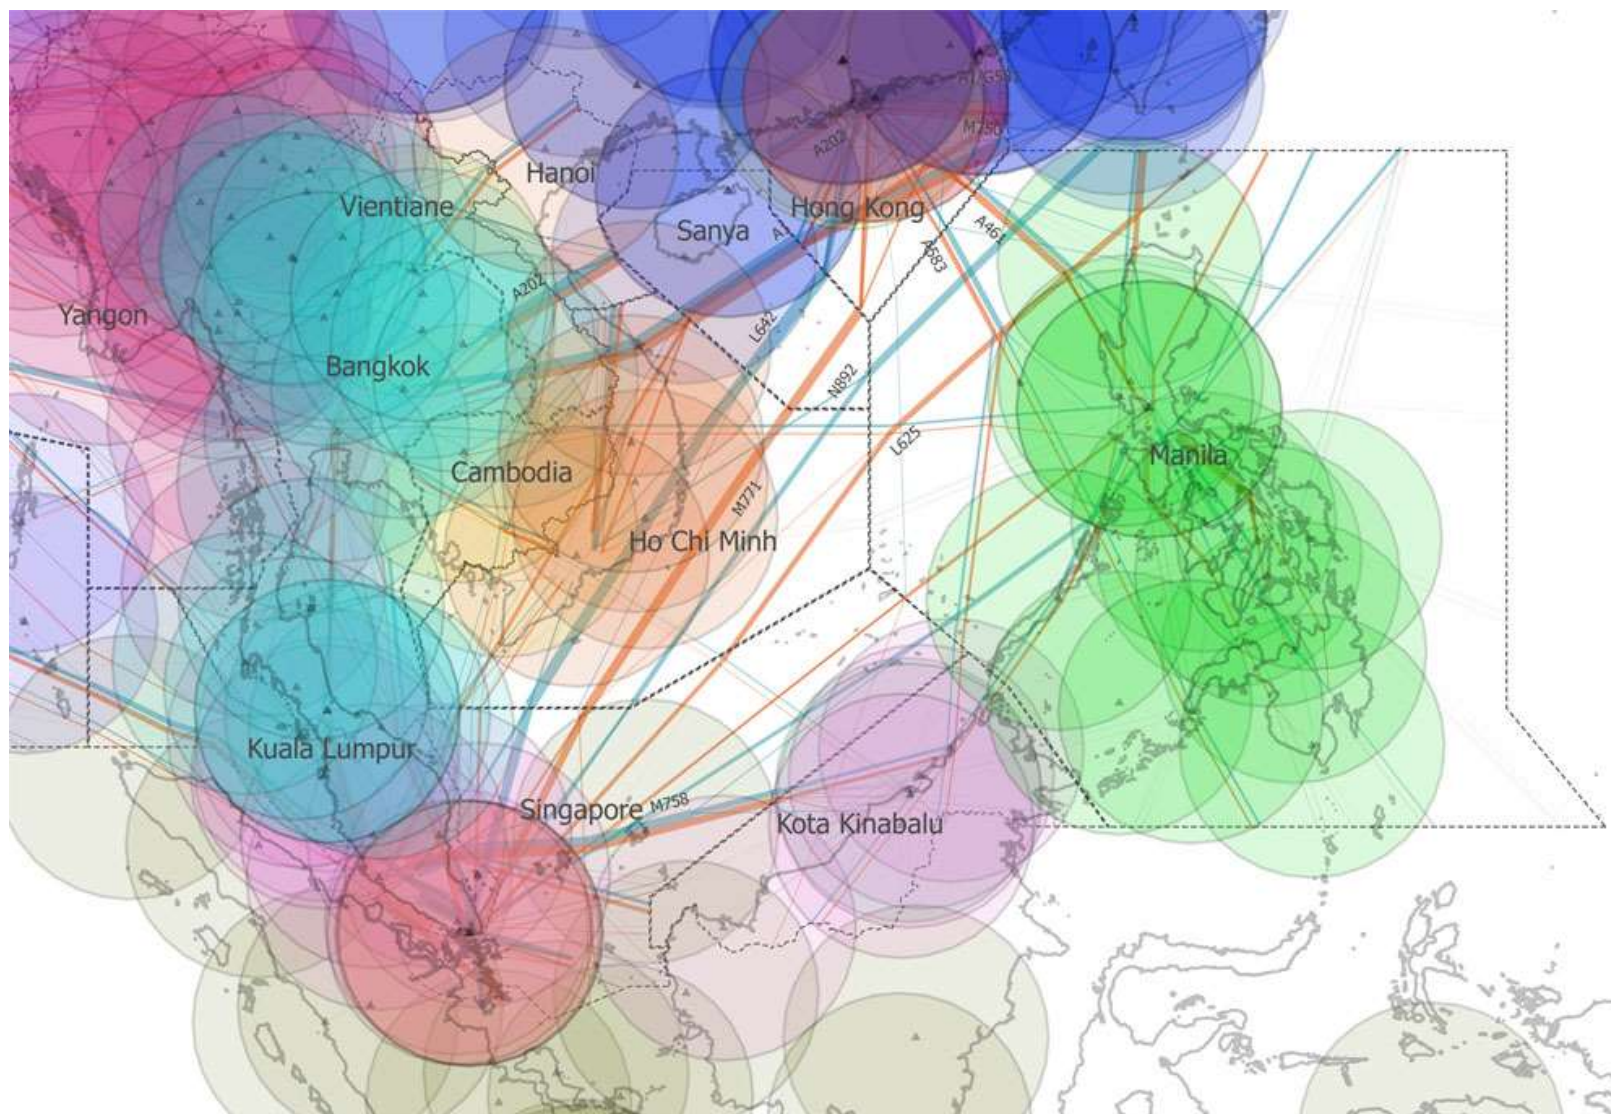 M750
A202
Hanoi
Vientiane
Hong Kong
Sanya
A461
A583
A202
Yangon
L642
Bangkok
N892
L625
Manila
Cambodia
M771
Ho Chi Minh
Kuala Lumpur
Singapore
M758
Kota Kinabalu